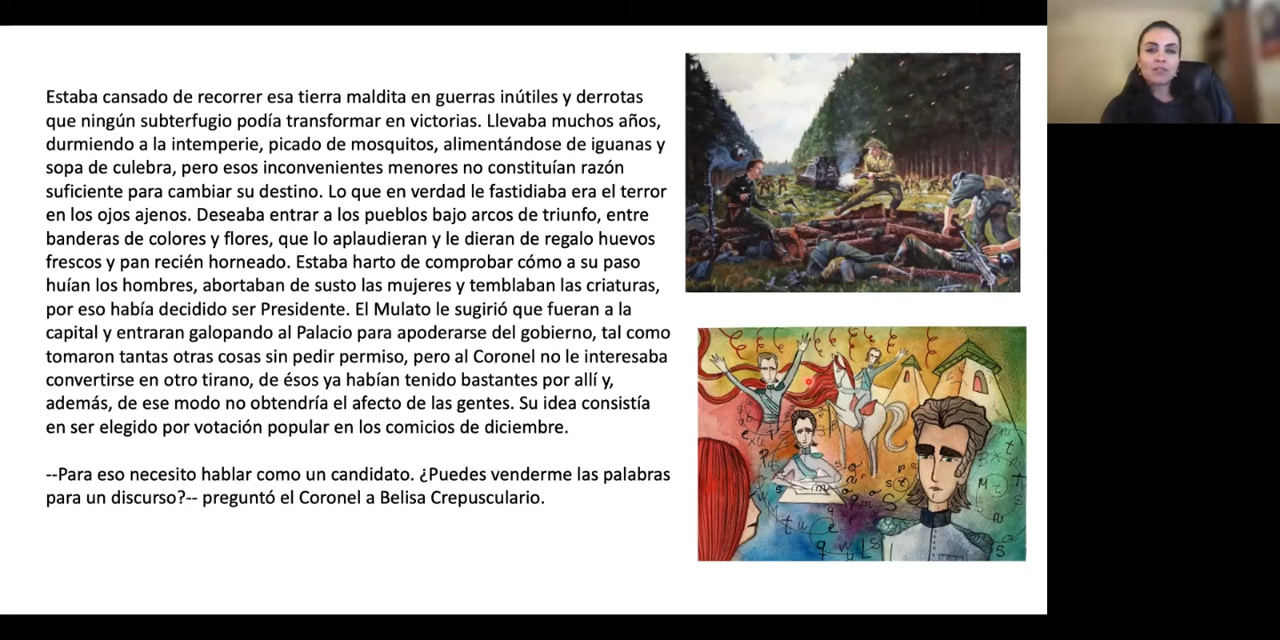 Estaba cansado de recorrer esa tierra maldita en guerras inútiles y derrotas
que ningún subterfugio podía transformar en victorias. Llevaba muchos años,
durmiendo a la intemperie, picado de mosquitos, alimentándose de iguanas y
sopa de culebra, pero esos inconvenientes menores no constituían razón
suficiente para cambiar su destino. Lo que en verdad le fastidiaba era el terror
en los ojos ajenos. Deseaba entrar a los pueblos bajo arcos de triunfo, entre
banderas de colores y flores, que lo aplaudieran y le dieran de regalo huevos
frescos y pan recién horneado. Estaba harto de comprobar cómo a su paso
huían los hombres, abortaban de susto las mujeres y temblaban las criaturas,
por eso había decidido ser Presidente. El Mulato le sugirió que fueran a la
capital y entraran galopando al Palacio para apoderarse del gobierno, tal como
tomaron tantas otras cosas sin pedir permiso, pero al Coronel no le interesaba
convertirse en otro tirano, de ésos ya habían tenido bastantes por allí y,
además, de ese modo no obtendría el afecto de las gentes. Su idea consistía
en ser elegido por votación popular en los comicios de diciembre.
--Para eso necesito hablar como un candidato. ¿Puedes venderme las palabras
para un discurso?-- preguntó el Coronel a Belisa Crepusculario.